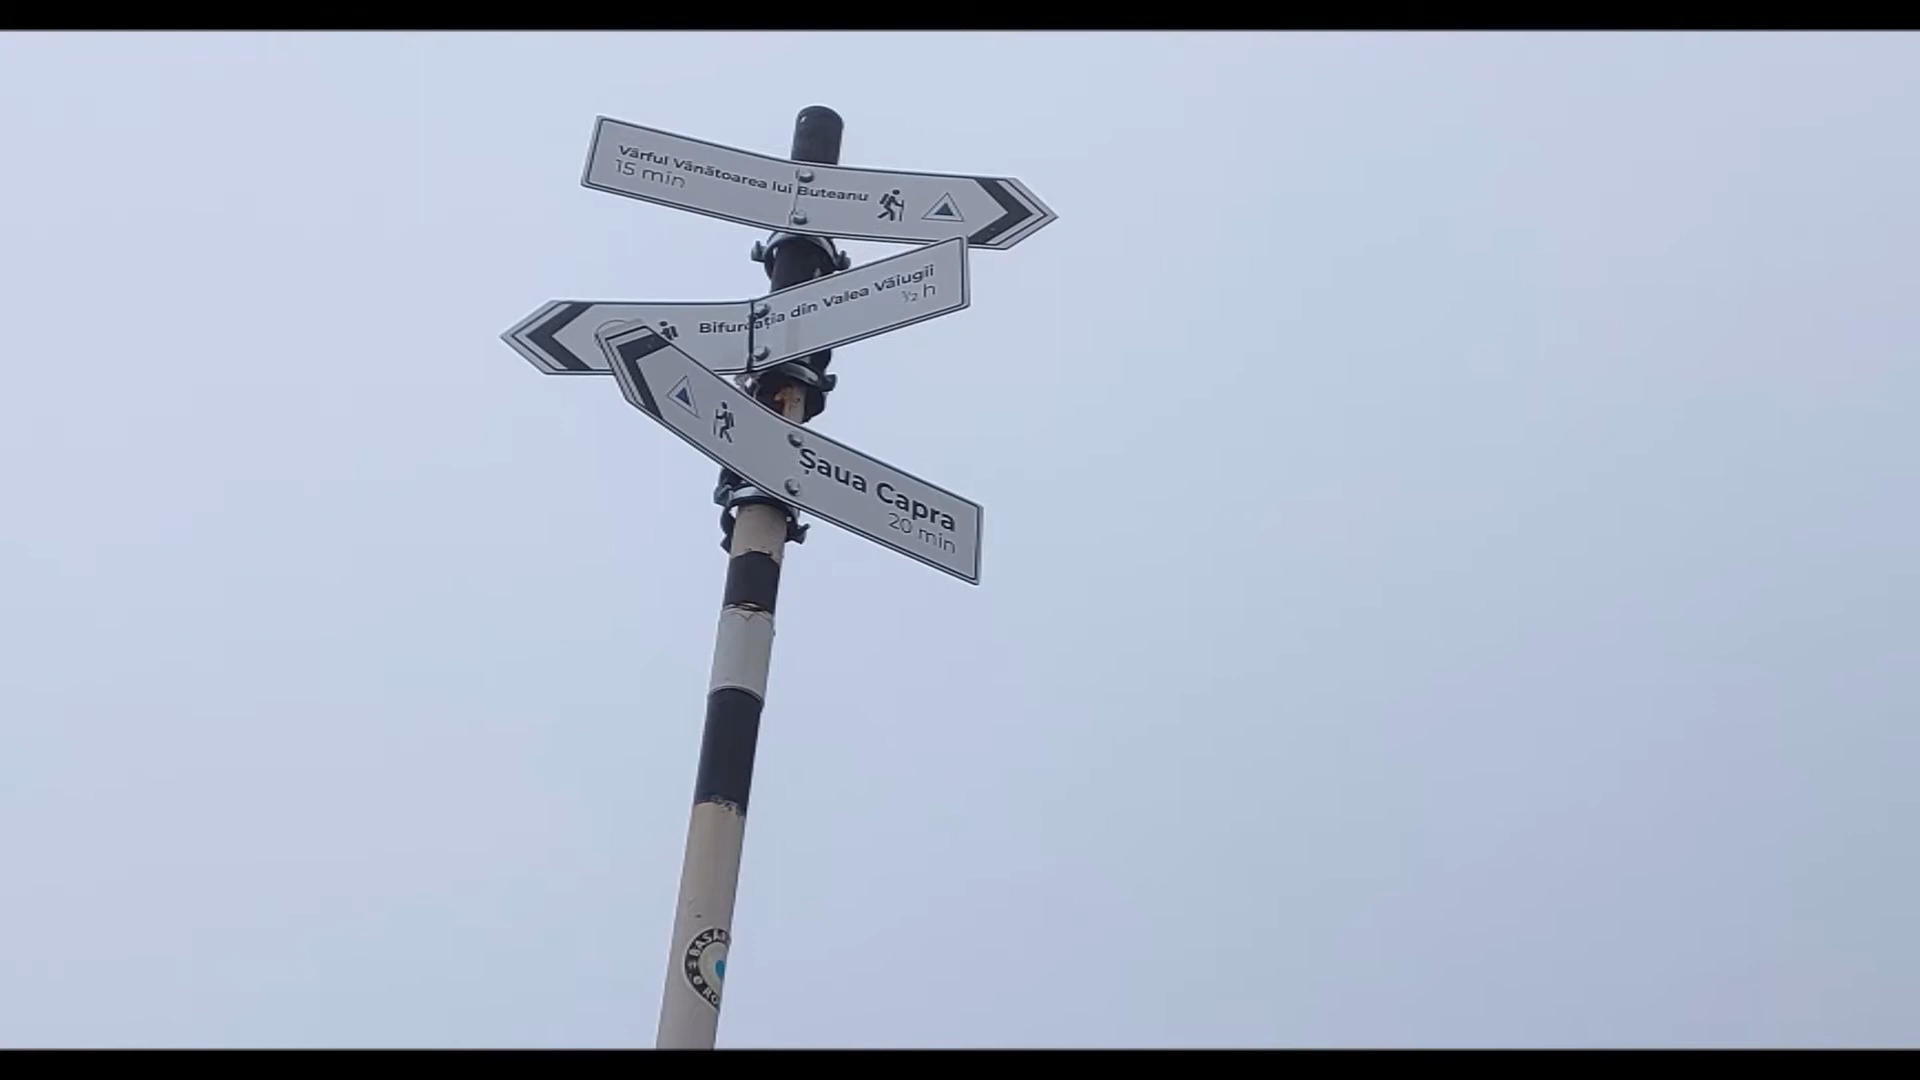 Vârful Vânătoarea lui Buteanu
15 min
Bifurcația din Valea Văiugii
½ h
Șaua Capra
20 min